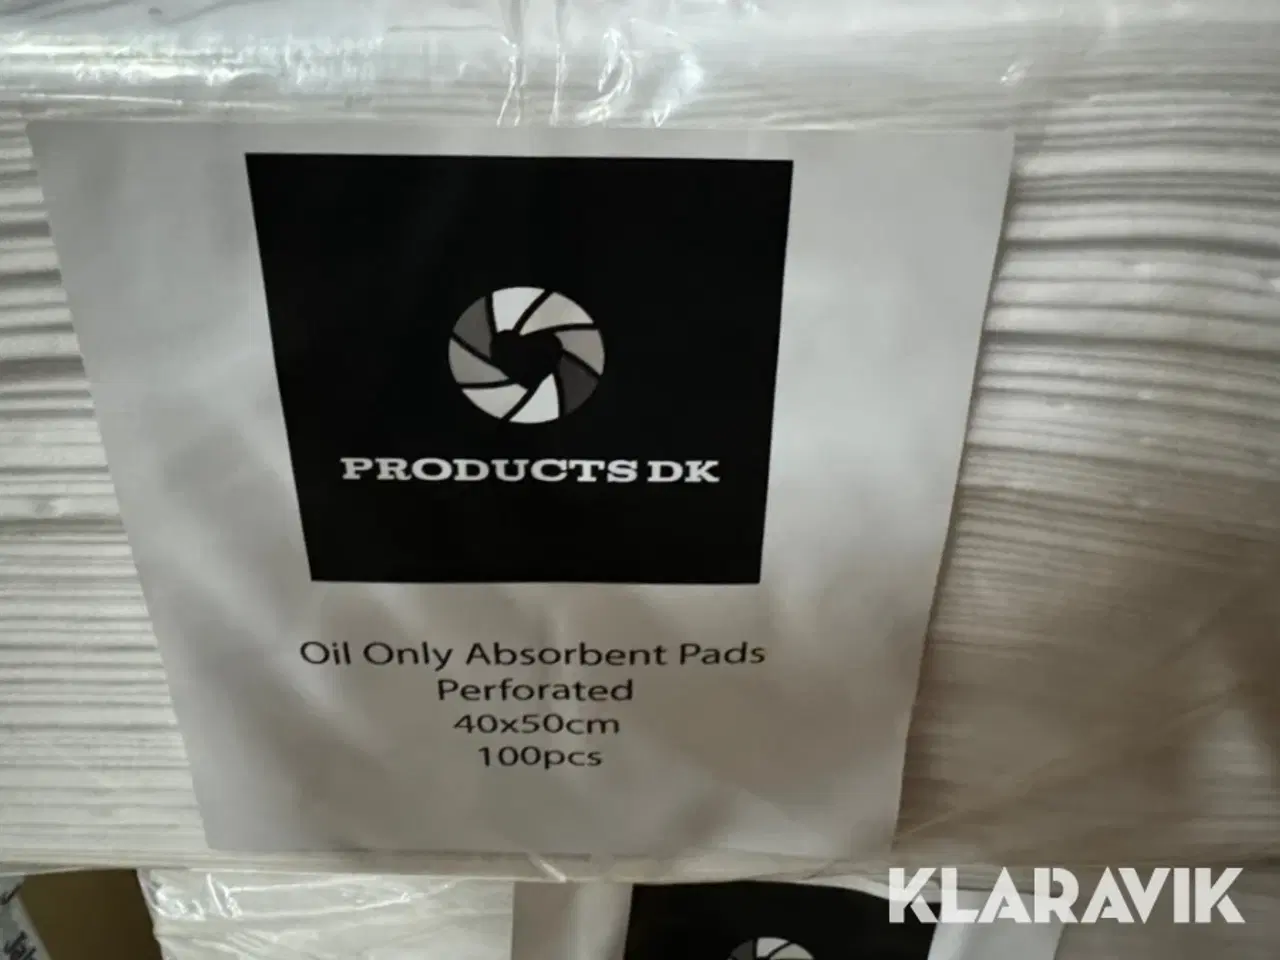 PRODUCTS DK
Oil Only Absorbent Pads
Perforated
40x50cm
100pcs
KLARAVIK